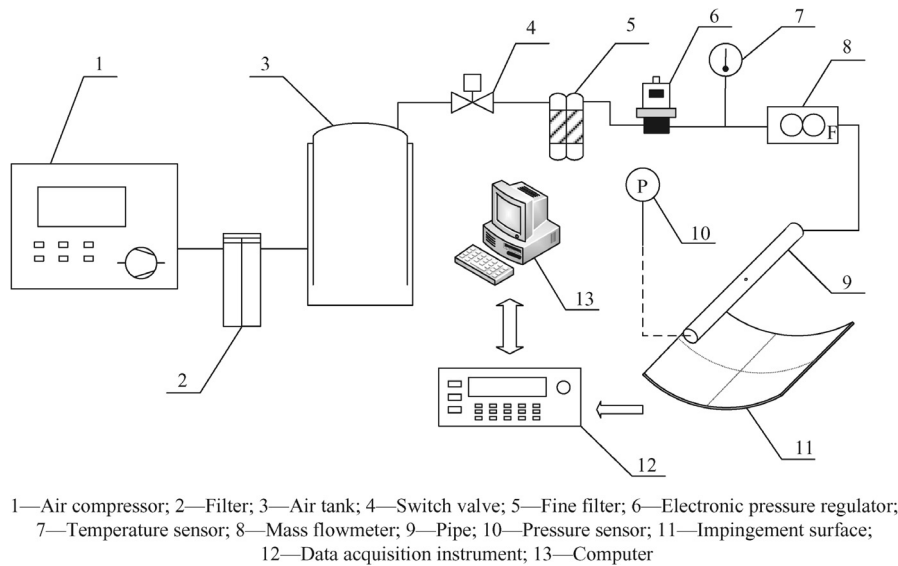 1
3
4
5
6
7
8
F
P
10
9
13
2
12
11
1—Air compressor; 2—Filter; 3—Air tank; 4—Switch valve; 5—Fine filter; 6—Electronic pressure regulator;
7—Temperature sensor; 8—Mass flowmeter; 9—Pipe; 10—Pressure sensor; 11—Impingement surface;
12—Data acquisition instrument; 13—Computer